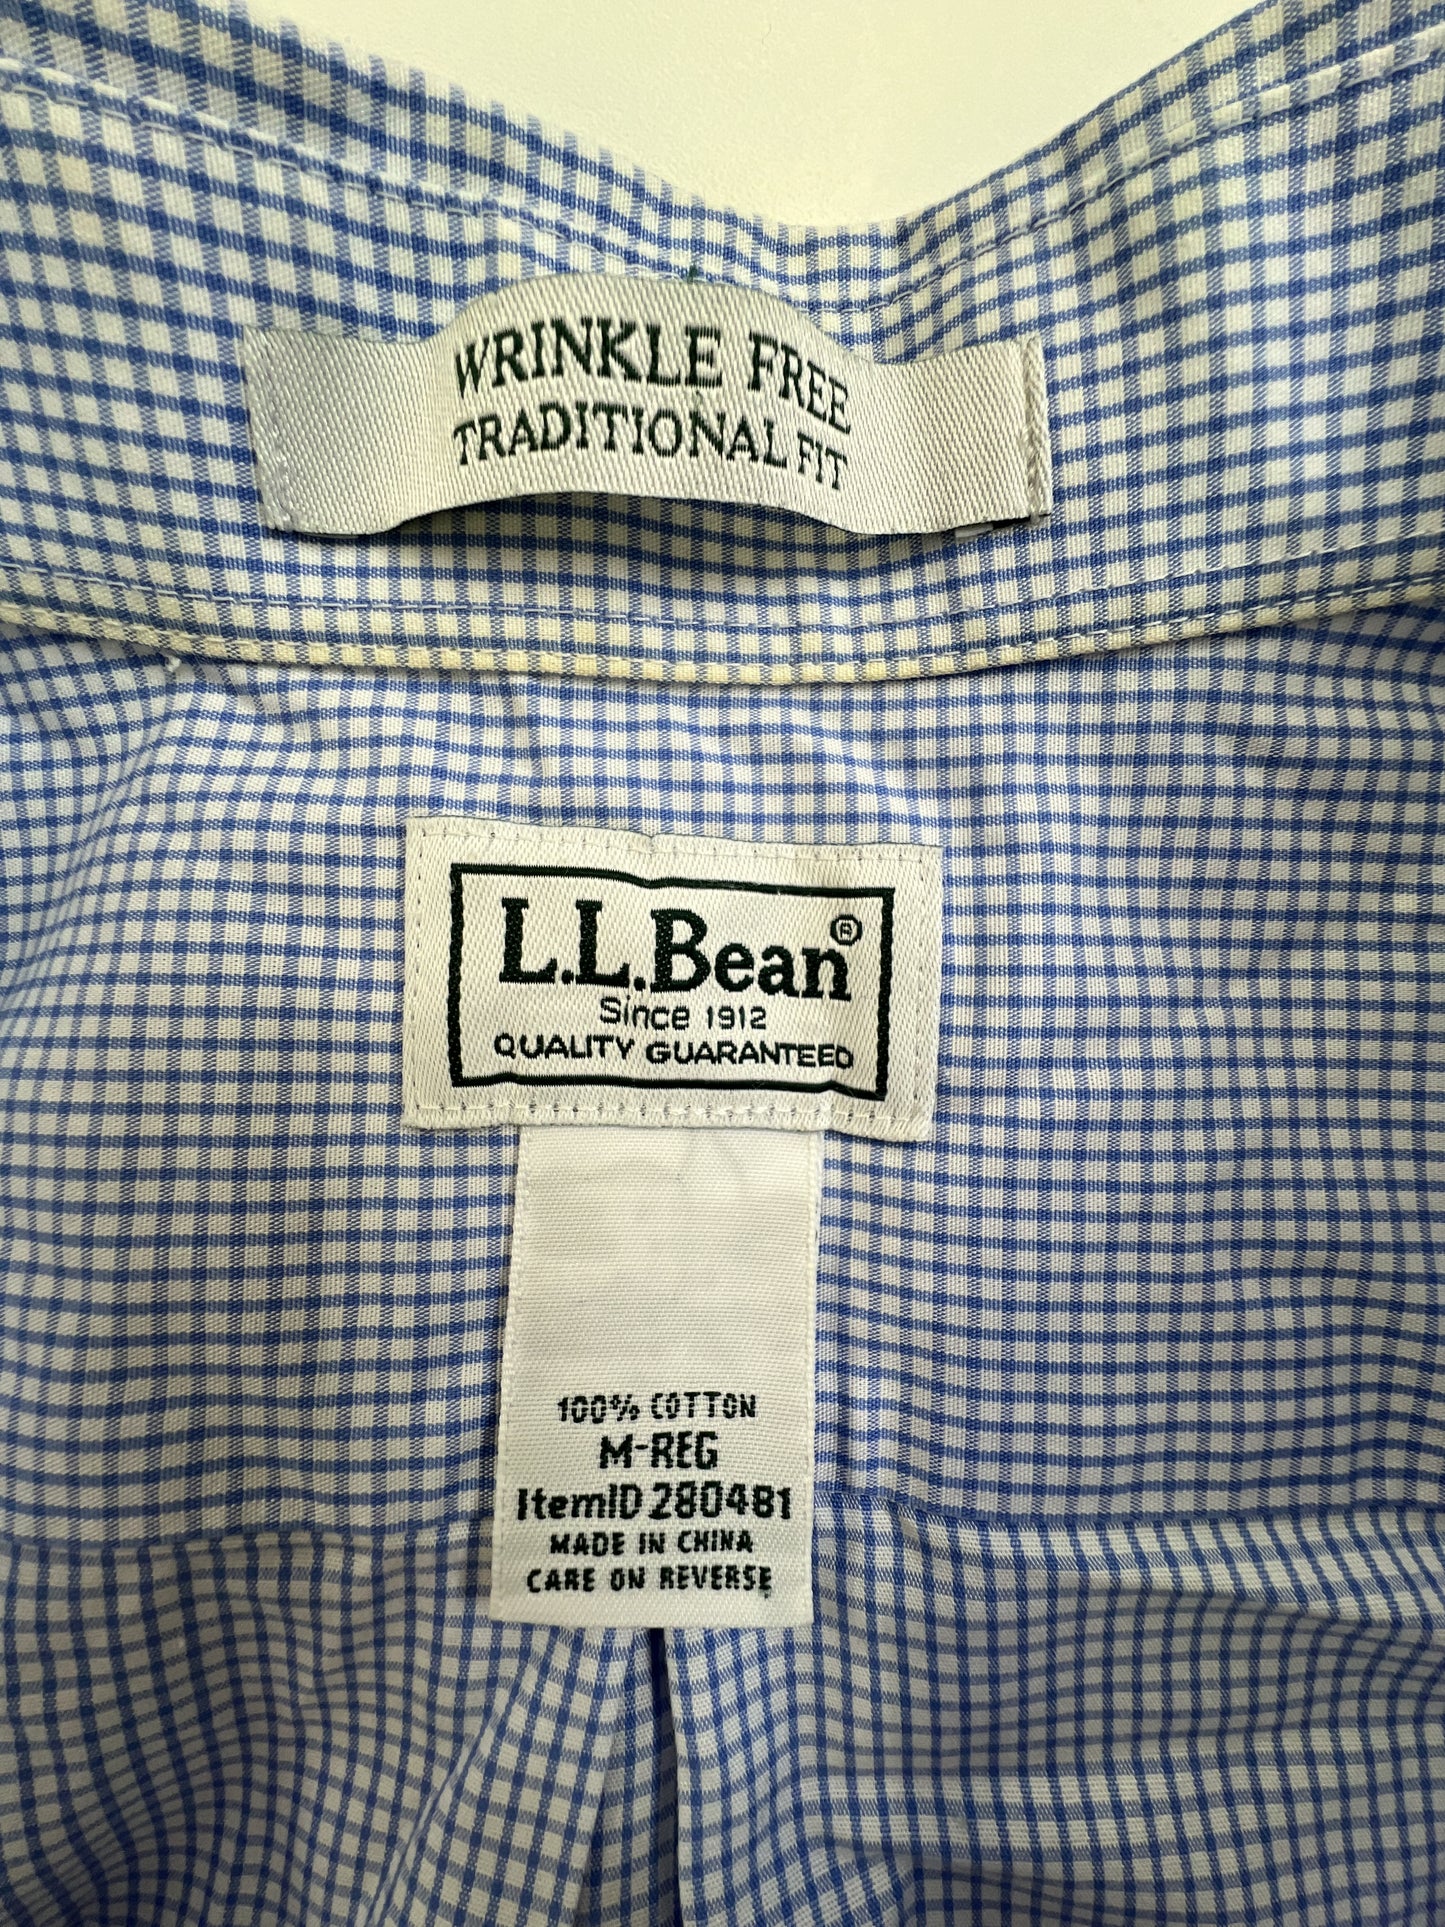 WRINKLE FREE
TRADITIONAL FIT
L.L.Bean®
Since 1912
QUALITY GUARANTEED
100% COTTON
M-REG
ItemID 280481
MADE IN CHINA
CARE ON REVERSE